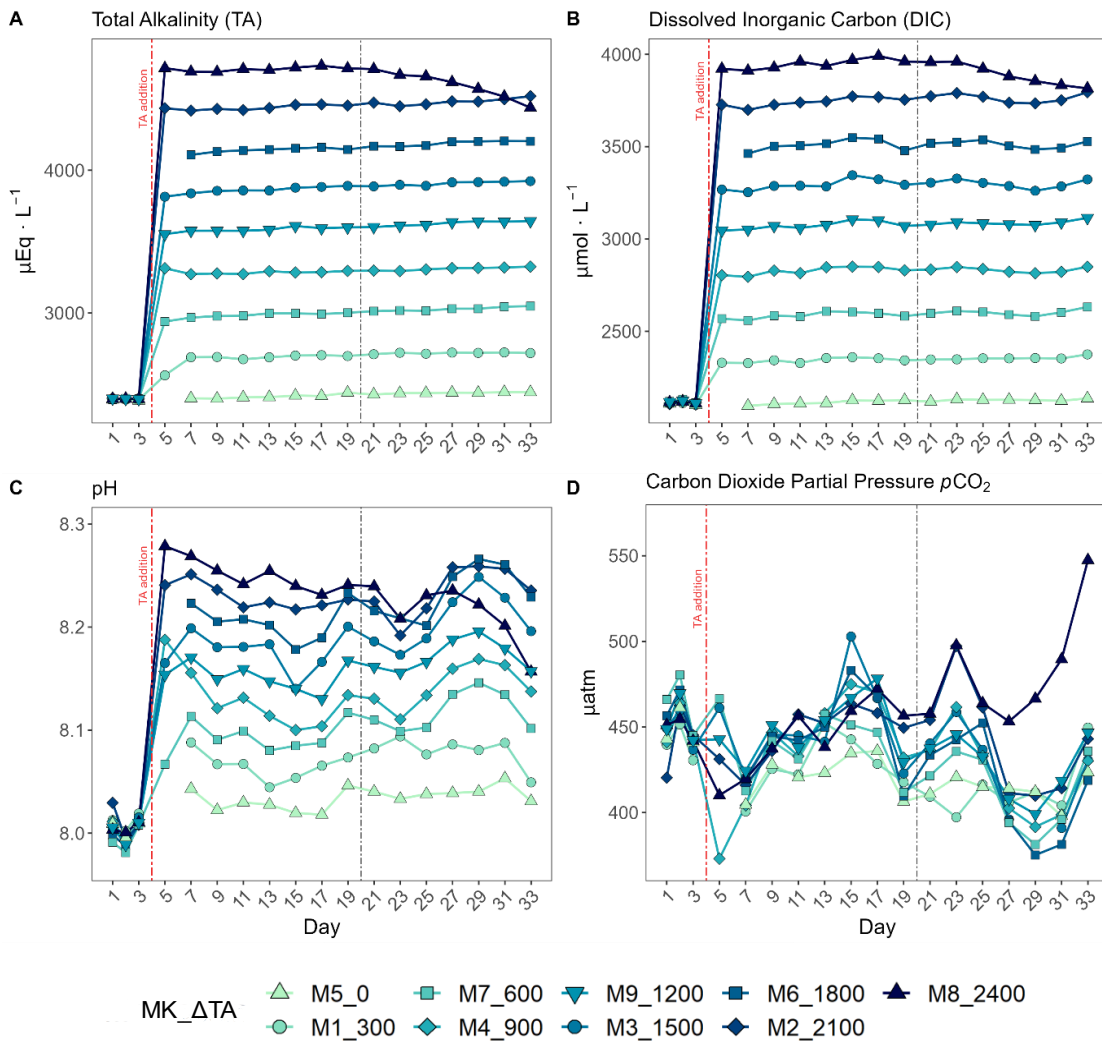 A Total Alkalinity (TA)
B Dissolved Inorganic Carbon (DIC)
TA addition
4000
3000
µEq · L⁻¹
1 3 5 7 9 11 13 15 17 19 21 23 25 27 29 31 33
TA addition
4000
3500
3000
2500
µmol · L⁻¹
1 3 5 7 9 11 13 15 17 19 21 23 25 27 29 31 33
C pH
D Carbon Dioxide Partial Pressure pCO₂
TA addition
8.3
8.2
8.1
8.0
1 3 5 7 9 11 13 15 17 19 21 23 25 27 29 31 33
Day
TA addition
550
500
450
400
µatm
1 3 5 7 9 11 13 15 17 19 21 23 25 27 29 31 33
Day
MK_ΔTA
M5_0 M7_600 M9_1200 M6_1800 M8_2400
M1_300 M4_900 M3_1500 M2_2100